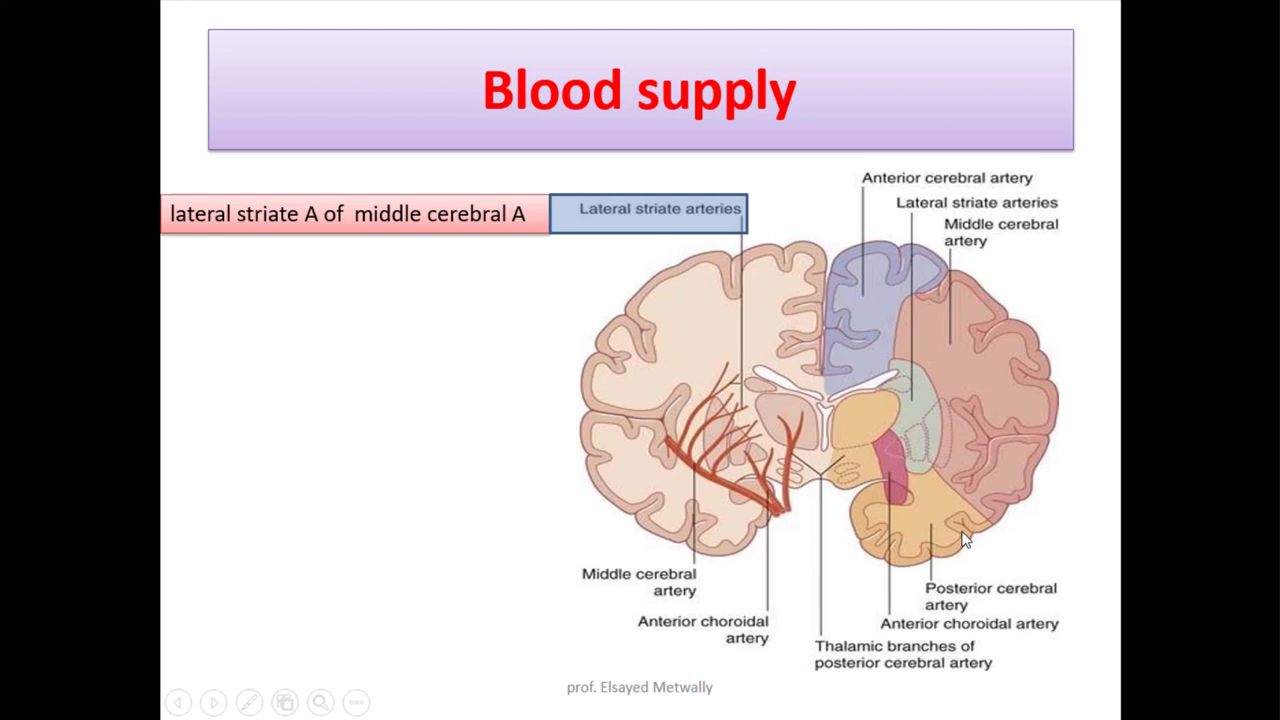 Blood supply
lateral striate A of middle cerebral A
Lateral striate arteries
Anterior cerebral artery
Lateral striate arteries
Middle cerebral
artery
Middle cerebral
artery
Anterior choroidal
artery
Thalamic branches of
posterior cerebral artery
Posterior cerebral
artery
Anterior choroidal artery
prof. Elsayed Metwally